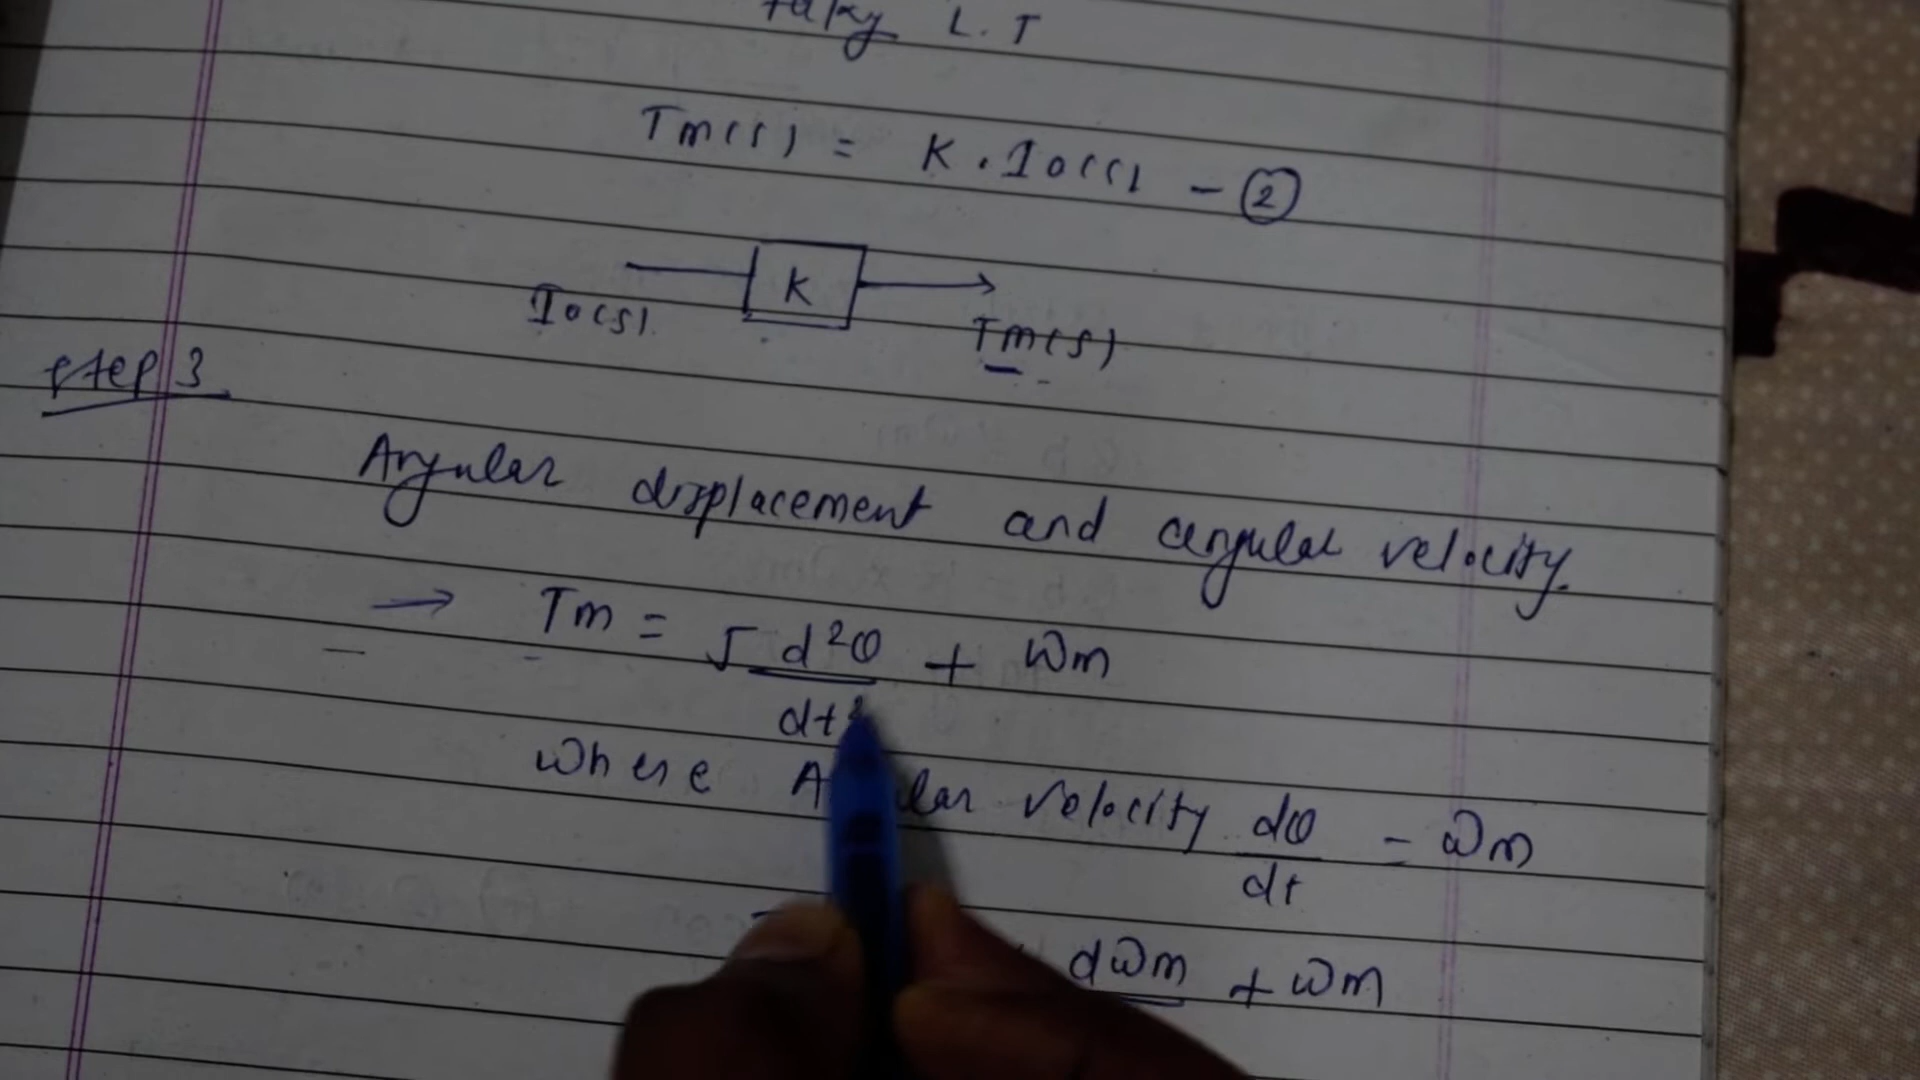 L. T
Tm(s) = K . Io(s) - ②
K
Io(s).
Tm(s)
step 3
Angular displacement and angular velocity.
→ Tm = J d²θ + ωm
dt²
where velocity dθ = ωm
dt
dωm + ωm